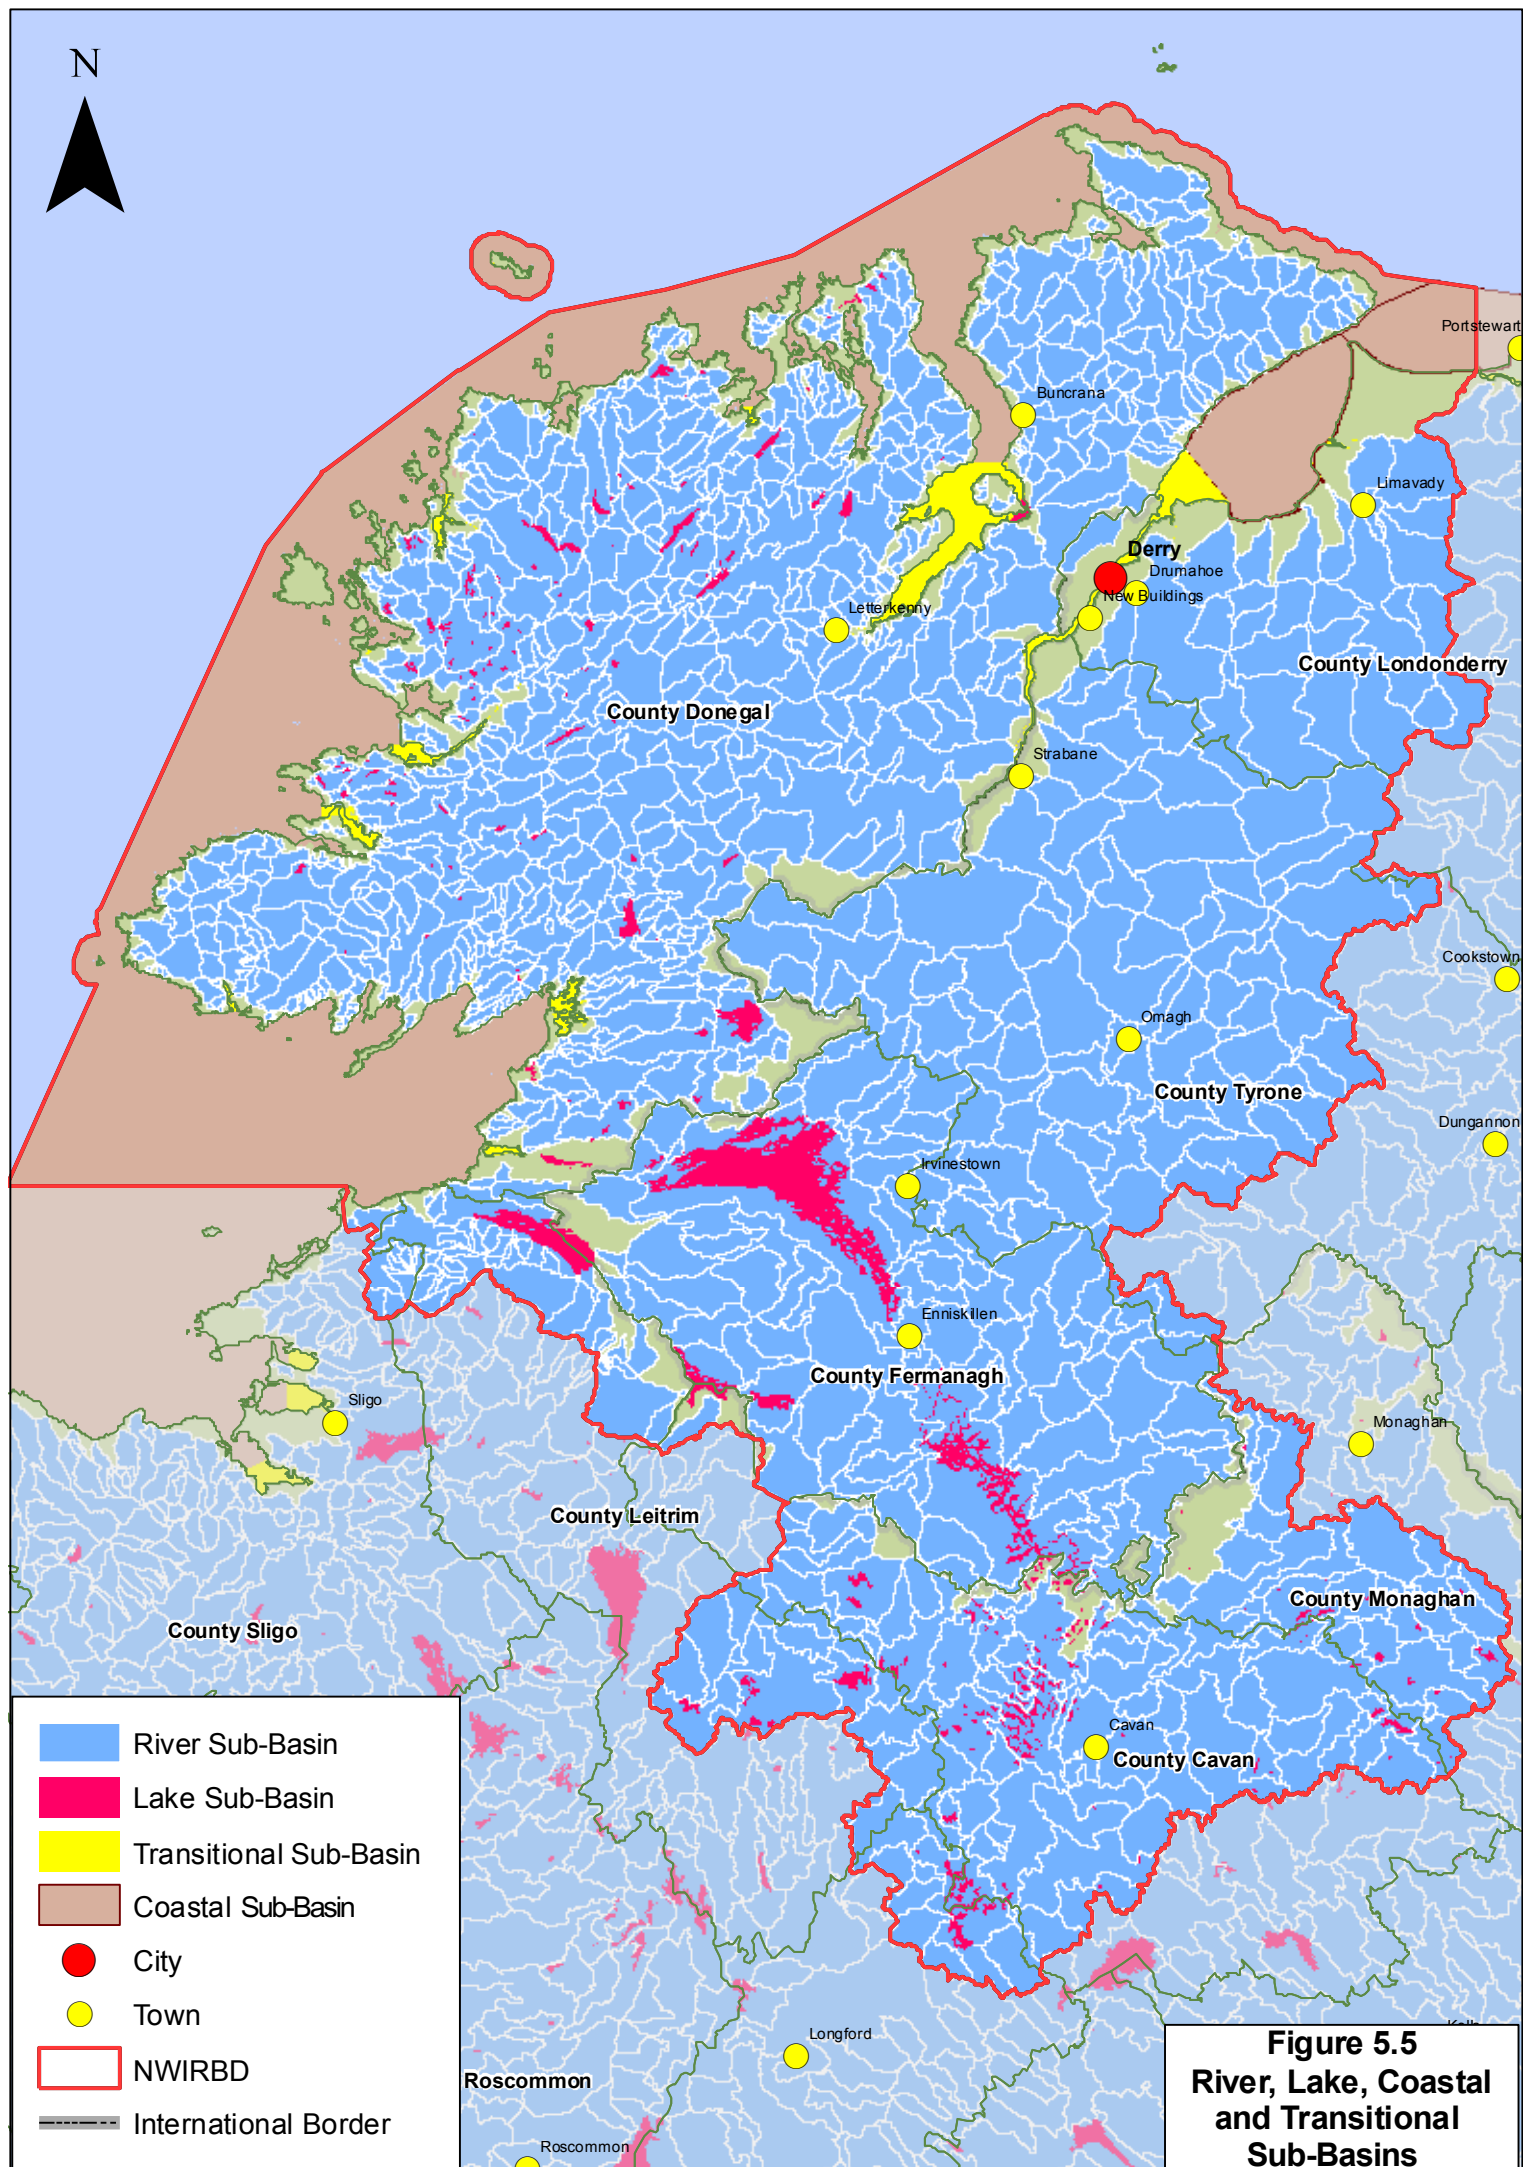 N
Portstewart
Buncrana
Limavady
Derry
Drumahoe
New Buildings
Letterkenny
County Londonderry
County Donegal
Strabane
Cookstown
Omagh
County Tyrone
Dungannon
Irvinestown
Enniskillen
County Fermanagh
Sligo
Monaghan
County Leitrim
County Monaghan
County Sligo
Cavan
County Cavan
River Sub-Basin
Lake Sub-Basin
Transitional Sub-Basin
Coastal Sub-Basin
City
Town
NWIRBD
International Border
Longford
Roscommon
Roscommon
Figure 5.5
River, Lake, Coastal
and Transitional
Sub-Basins